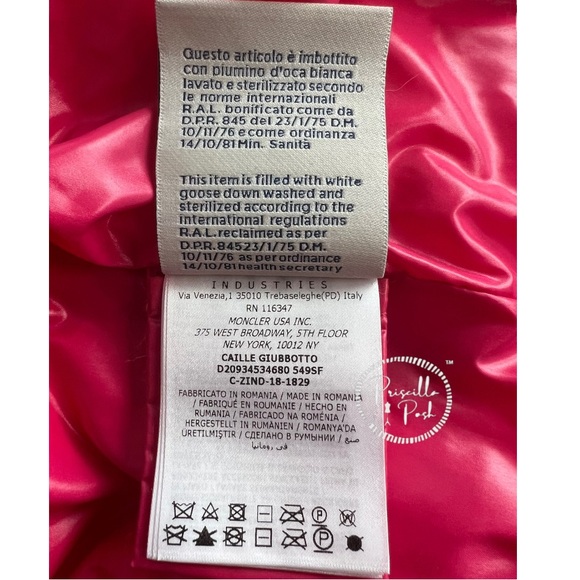 Questo articolo è imbottito
con piumino d'oca bianca
lavato e sterilizzato secondo
le norme internazionali
R.A.L. bonificato come da
D.P.R. 845 del 23/1/75 D.M.
10/11/76 e come ordinanza
14/10/81 Min. Sanità
This item is filled with white
goose down washed and
sterilized according to the
international regulations
R.A.L. reclaimed as per
D.P.R. 84523/1/75 D.M.
10/11/76 as per ordinance
14/10/81 health secretary
INDUSTRIES
Via Venezia,1 35010 Trebaseleghe(PD) Italy
RN 116347
MONCLER USA INC.
375 WEST BROADWAY, 5TH FLOOR
NEW YORK, 10012 NY
CAILLE GIUBBOTTO
D20934534680 549SF
C-ZIND-18-1829
FABBRICATO IN ROMANIA / MADE IN ROMANIA
/ FABRIQUÉ EN ROUMANIE / HECHO EN
RUMANIA / FABRICADO NA ROMÉNIA /
HERGESTELLT IN RUMÄNIEN / ROMANYA'DA
ÜRETILMIŞTIR / СДЕЛАНО В РУМЫНИИ / صنع
في رومانيا
P
P
Priscilla
Posh
TM